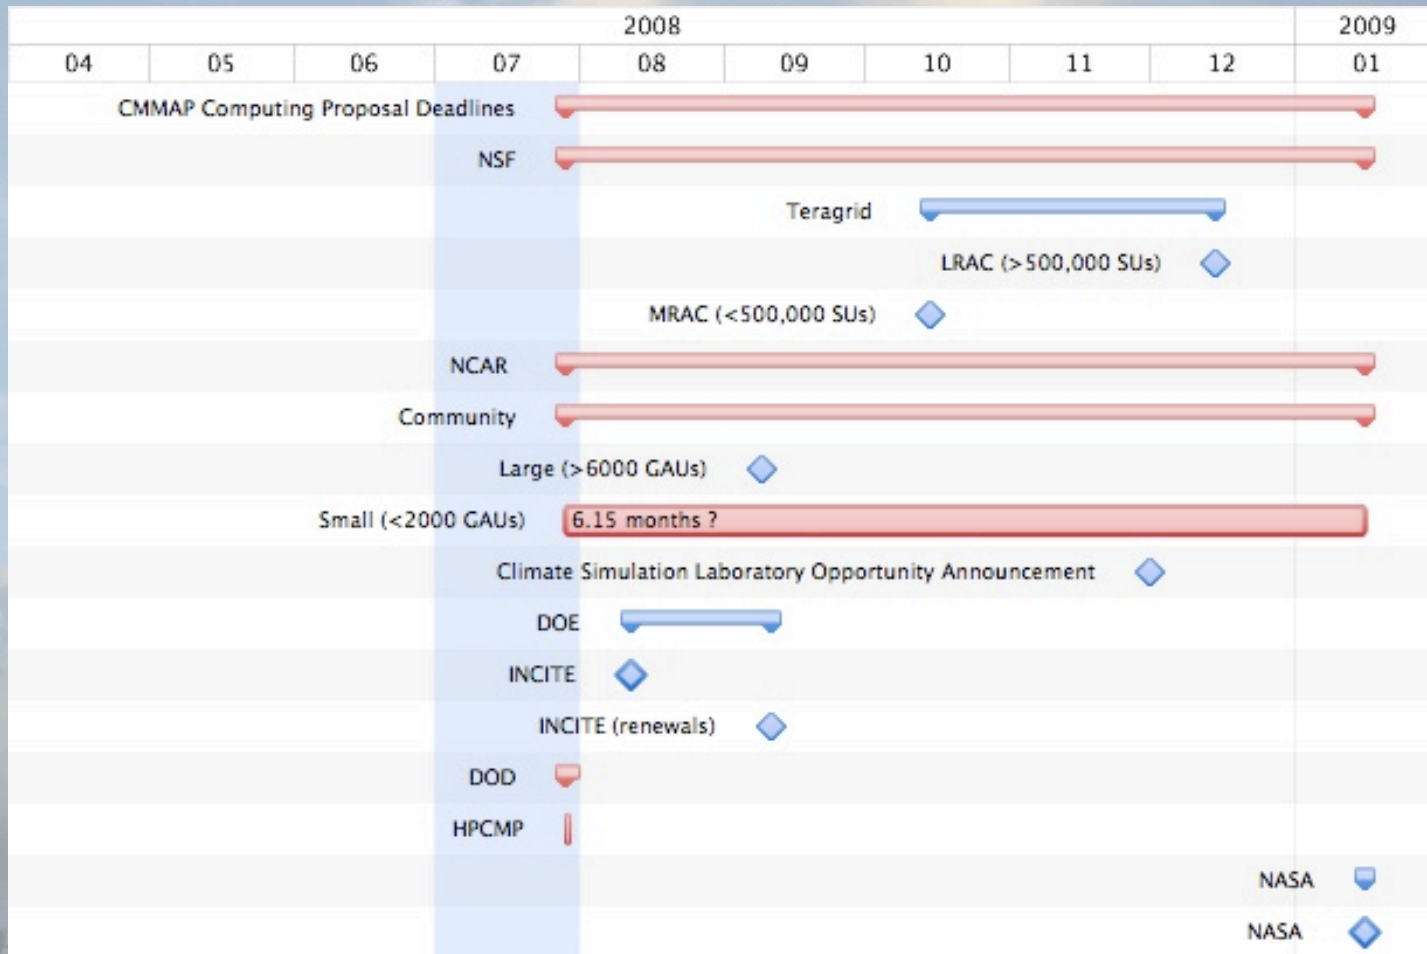 2008 2009
04 05 06 07 08 09 10 11 12 01
CMMAP Computing Proposal Deadlines
NSF
Teragrid
LRAC (>500,000 SUs)
MRAC (<500,000 SUs)
NCAR
Community
Large (>6000 GAUs)
Small (<2000 GAUs) 6.15 months ?
Climate Simulation Laboratory Opportunity Announcement
DOE
INCITE
INCITE (renewals)
DOD
HPCMP
NASA
NASA